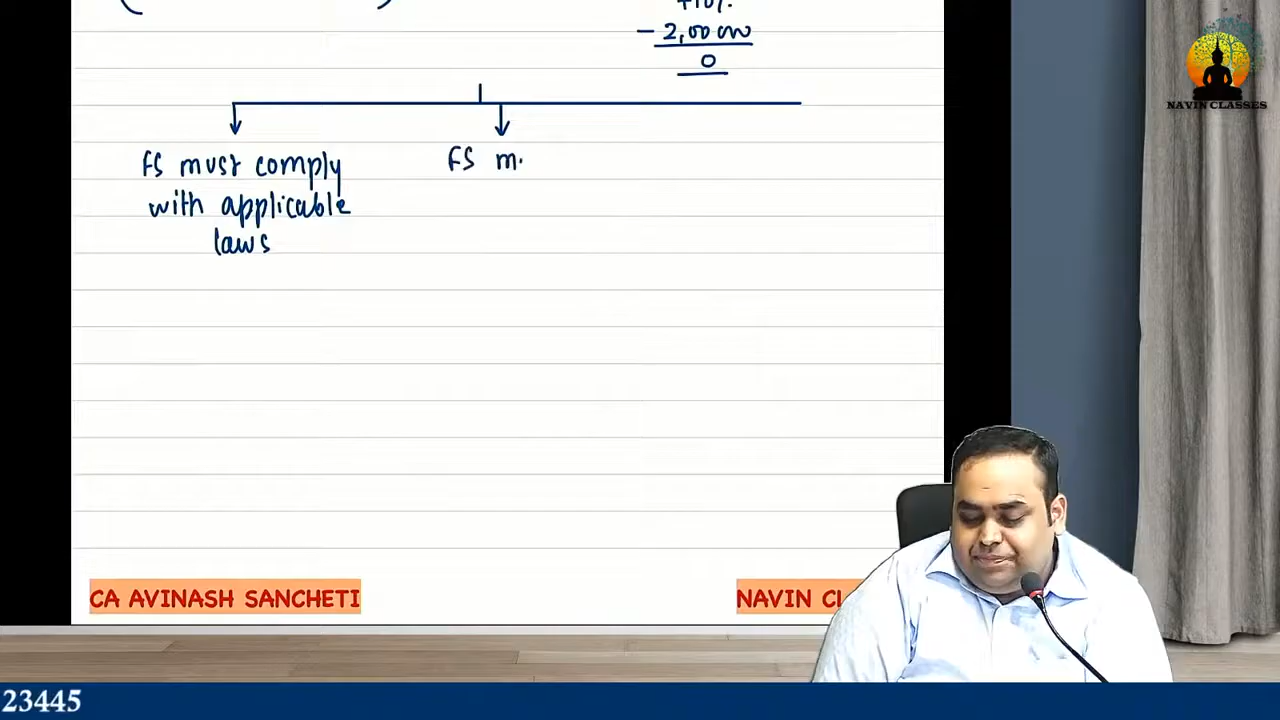 - 2,00,000
0
NAVIN CLASSES
FS must comply
with applicable
laws
FS m.
CA AVINASH SANCHETI
NAVIN CL
23445